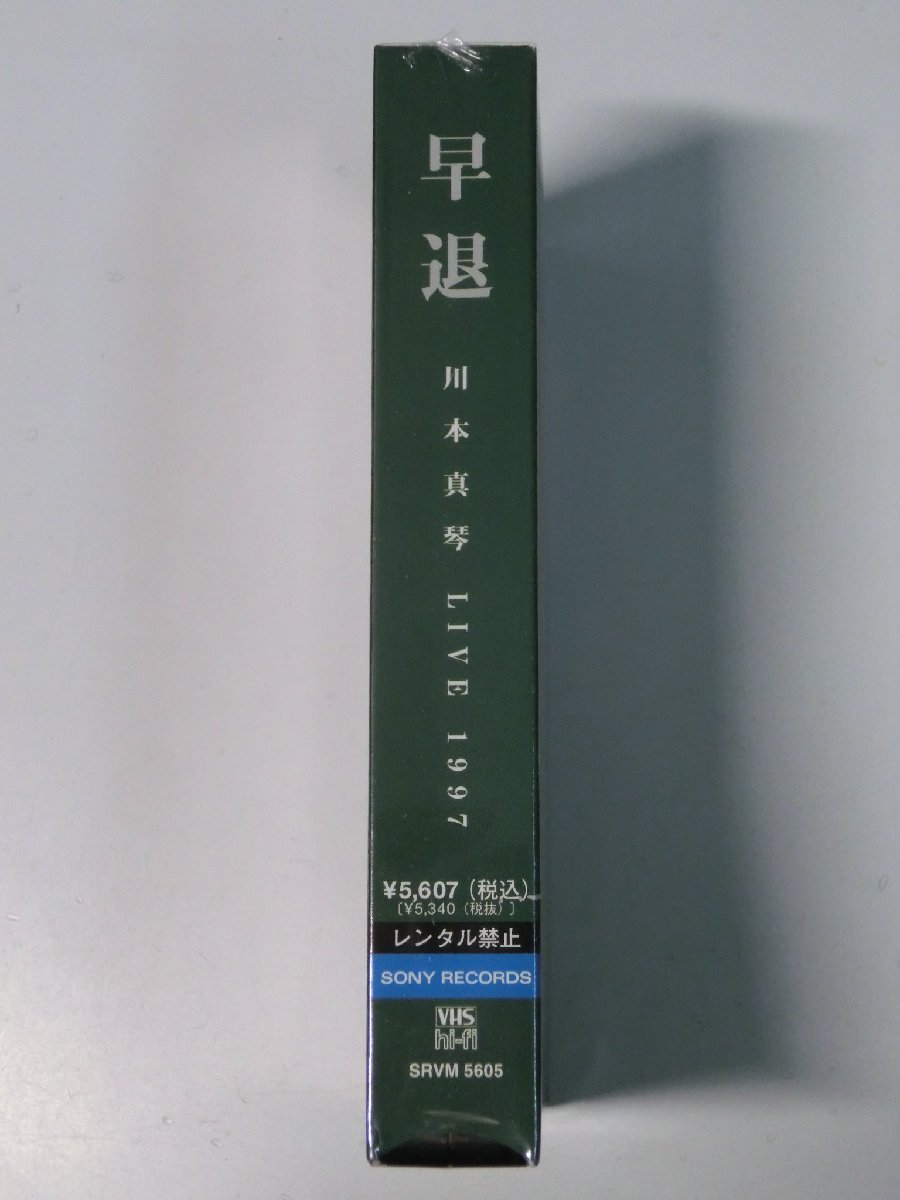 早退
川本真琴 LIVE 1997
¥5,607（税込）
〔¥5,340（税抜）〕
レンタル禁止
SONY RECORDS
VHS
hi-fi
SRVM 5605